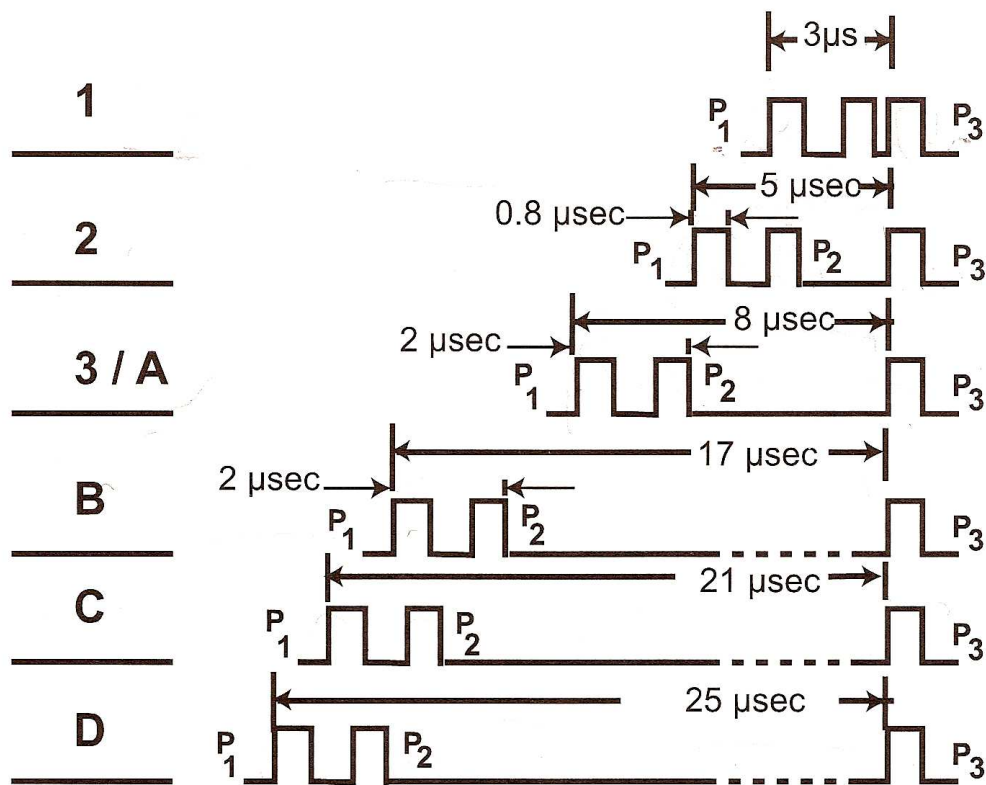 3µs
1
P1
P3
5 µsec
0.8 µsec
2
P1
P2
P3
8 µsec
2 µsec
3 / A
P1
P2
P3
17 µsec
2 µsec
B
P1
P2
P3
21 µsec
C
P1
P2
P3
25 µsec
D
P1
P2
P3